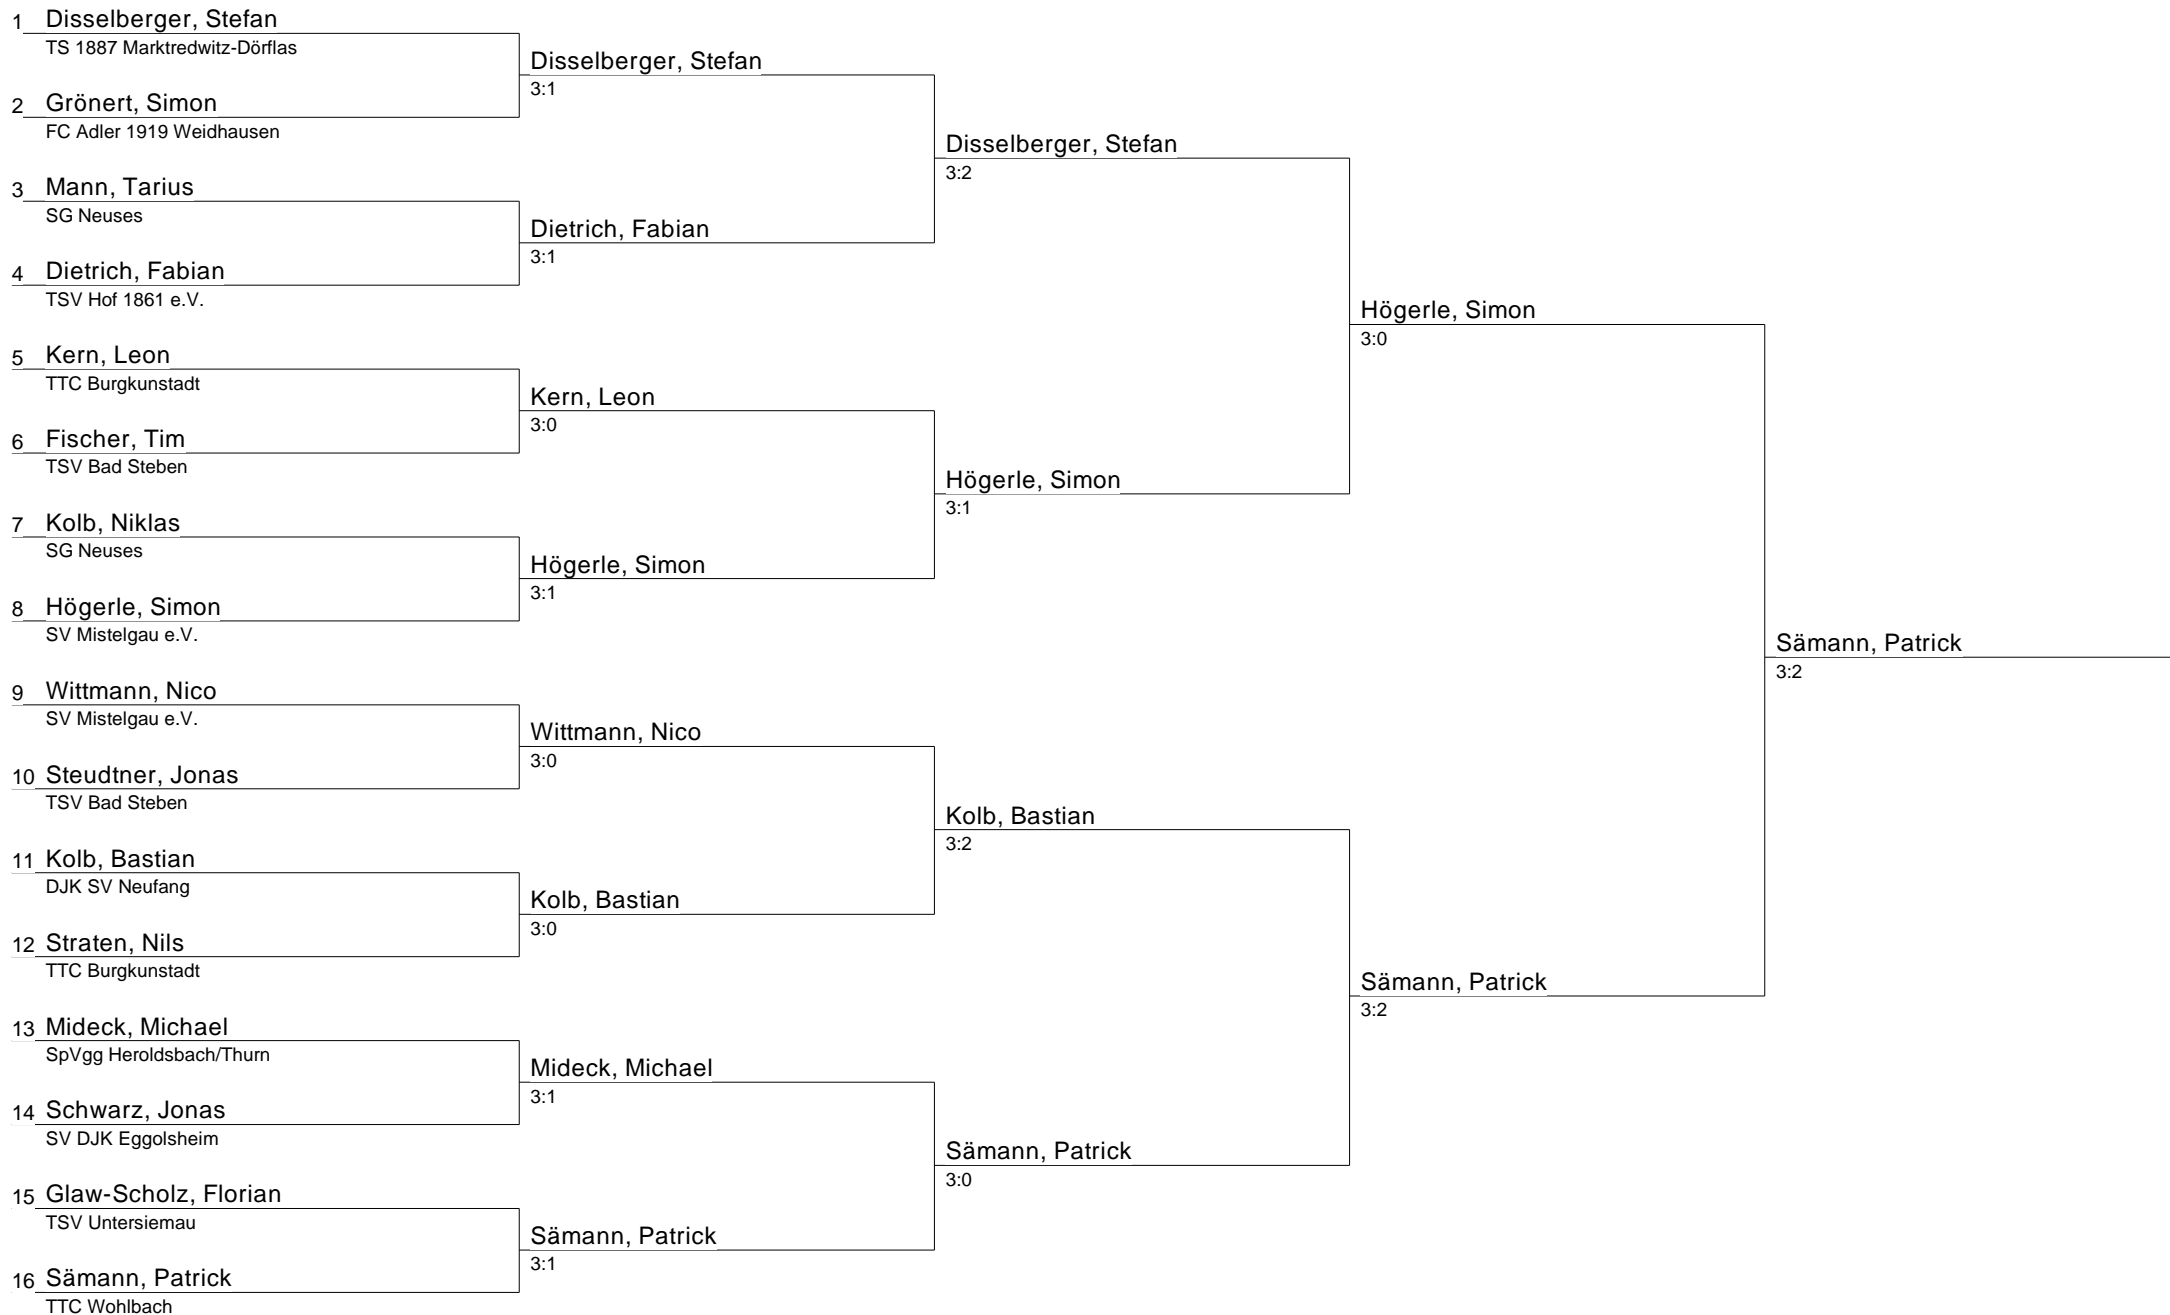 1 Disselberger, Stefan
TS 1887 Marktredwitz-Dörflas
2 Grönert, Simon
FC Adler 1919 Weidhausen
3 Mann, Tarius
SG Neuses
4 Dietrich, Fabian
TSV Hof 1861 e.V.
5 Kern, Leon
TTC Burgkunstadt
6 Fischer, Tim
TSV Bad Steben
7 Kolb, Niklas
SG Neuses
8 Högerle, Simon
SV Mistelgau e.V.
9 Wittmann, Nico
SV Mistelgau e.V.
10 Steudtner, Jonas
TSV Bad Steben
11 Kolb, Bastian
DJK SV Neufang
12 Straten, Nils
TTC Burgkunstadt
13 Mideck, Michael
SpVgg Heroldsbach/Thurn
14 Schwarz, Jonas
SV DJK Eggolsheim
15 Glaw-Scholz, Florian
TSV Untersiemau
16 Sämann, Patrick
TTC Wohlbach
Disselberger, Stefan
3:1
Dietrich, Fabian
3:1
Kern, Leon
3:0
Högerle, Simon
3:1
Wittmann, Nico
3:0
Kolb, Bastian
3:0
Mideck, Michael
3:1
Sämann, Patrick
3:1
Disselberger, Stefan
3:2
Högerle, Simon
3:1
Kolb, Bastian
3:2
Sämann, Patrick
3:0
Högerle, Simon
3:0
Sämann, Patrick
3:2
Sämann, Patrick
3:2